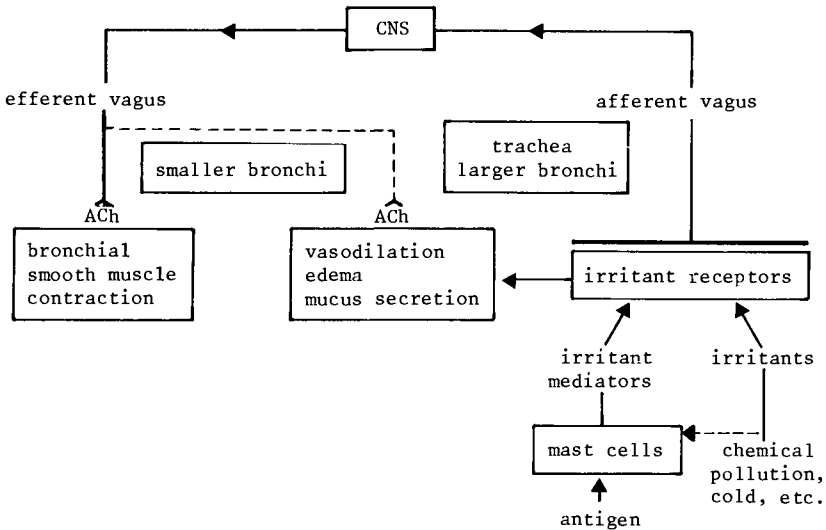 CNS
efferent vagus
afferent vagus
smaller bronchi
trachea
larger bronchi
ACh
ACh
bronchial
smooth muscle
contraction
vasodilation
edema
mucus secretion
irritant receptors
irritant
mediators
irritants
mast cells
chemical
pollution,
cold, etc.
antigen